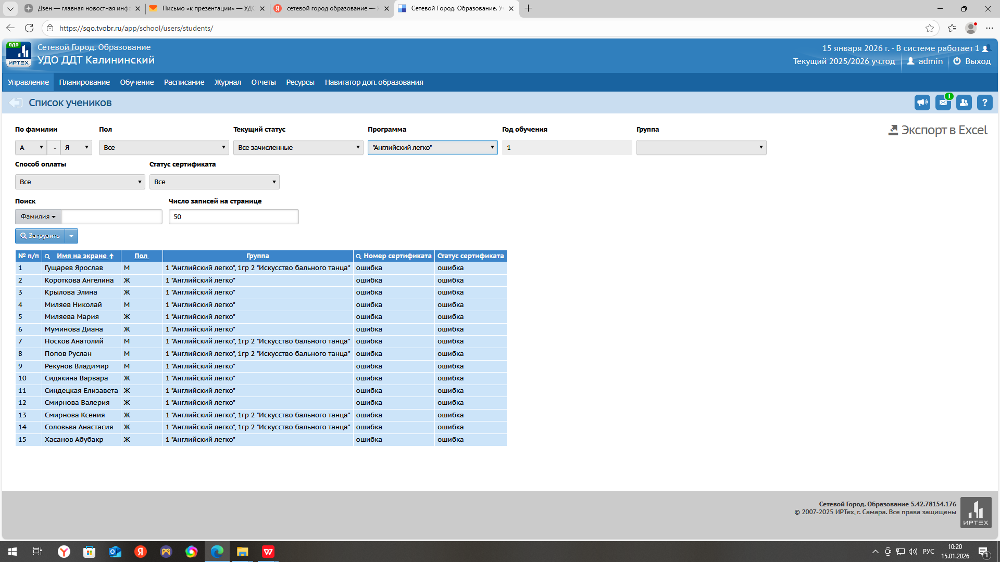 Дзен — главная новостная инфо
Письмо «к презентации» — УДО
сетевой город образование — Я
Сетевой Город. Образование. У
https://sgo.tvobr.ru/app/school/users/students/
ОДО
ИРТЕХ
Сетевой Город. Образование
УДО ДДТ Калининский
15 января 2026 г. - В системе работает 1
Текущий 2025/2026 уч.год admin Выход
Управление Планирование Обучение Расписание Журнал Отчеты Ресурсы Навигатор доп. образования
Список учеников
1
?
По фамилии Пол Текущий статус Программа Год обучения Группа
Экспорт в Excel
А - Я Все Все зачисленные "Английский легко" 1
Способ оплаты Статус сертификата
Все Все
Поиск Число записей на странице
Фамилия 50
Загрузить
№ п/п Имя на экране Пол Группа Номер сертификата Статус сертификата
1 Гущарев Ярослав М 1 "Английский легко", 1гр 2 "Искусство бального танца" ошибка ошибка
2 Короткова Ангелина Ж 1 "Английский легко" ошибка ошибка
3 Крылова Элина Ж 1 "Английский легко" ошибка ошибка
4 Миляев Николай М 1 "Английский легко" ошибка ошибка
5 Миляева Мария Ж 1 "Английский легко" ошибка ошибка
6 Муминова Диана Ж 1 "Английский легко" ошибка ошибка
7 Носков Анатолий М 1 "Английский легко", 1гр 2 "Искусство бального танца" ошибка ошибка
8 Попов Руслан М 1 "Английский легко", 1гр 2 "Искусство бального танца" ошибка ошибка
9 Рекунов Владимир М 1 "Английский легко" ошибка ошибка
10 Сидякина Варвара Ж 1 "Английский легко" ошибка ошибка
11 Синдецкая Елизавета Ж 1 "Английский легко" ошибка ошибка
12 Смирнова Валерия Ж 1 "Английский легко" ошибка ошибка
13 Смирнова Ксения Ж 1 "Английский легко", 1гр 2 "Искусство бального танца" ошибка ошибка
14 Соловьва Анастасия Ж 1 "Английский легко", 1гр 2 "Искусство бального танца" ошибка ошибка
15 Хасанов Абубакр Ж 1 "Английский легко" ошибка ошибка
Сетевой Город. Образование 5.42.78154.176
© 2007-2025 ИРТех, г. Самара. Все права защищены
ИРТЕХ
РУС
10:20
15.01.2026
1